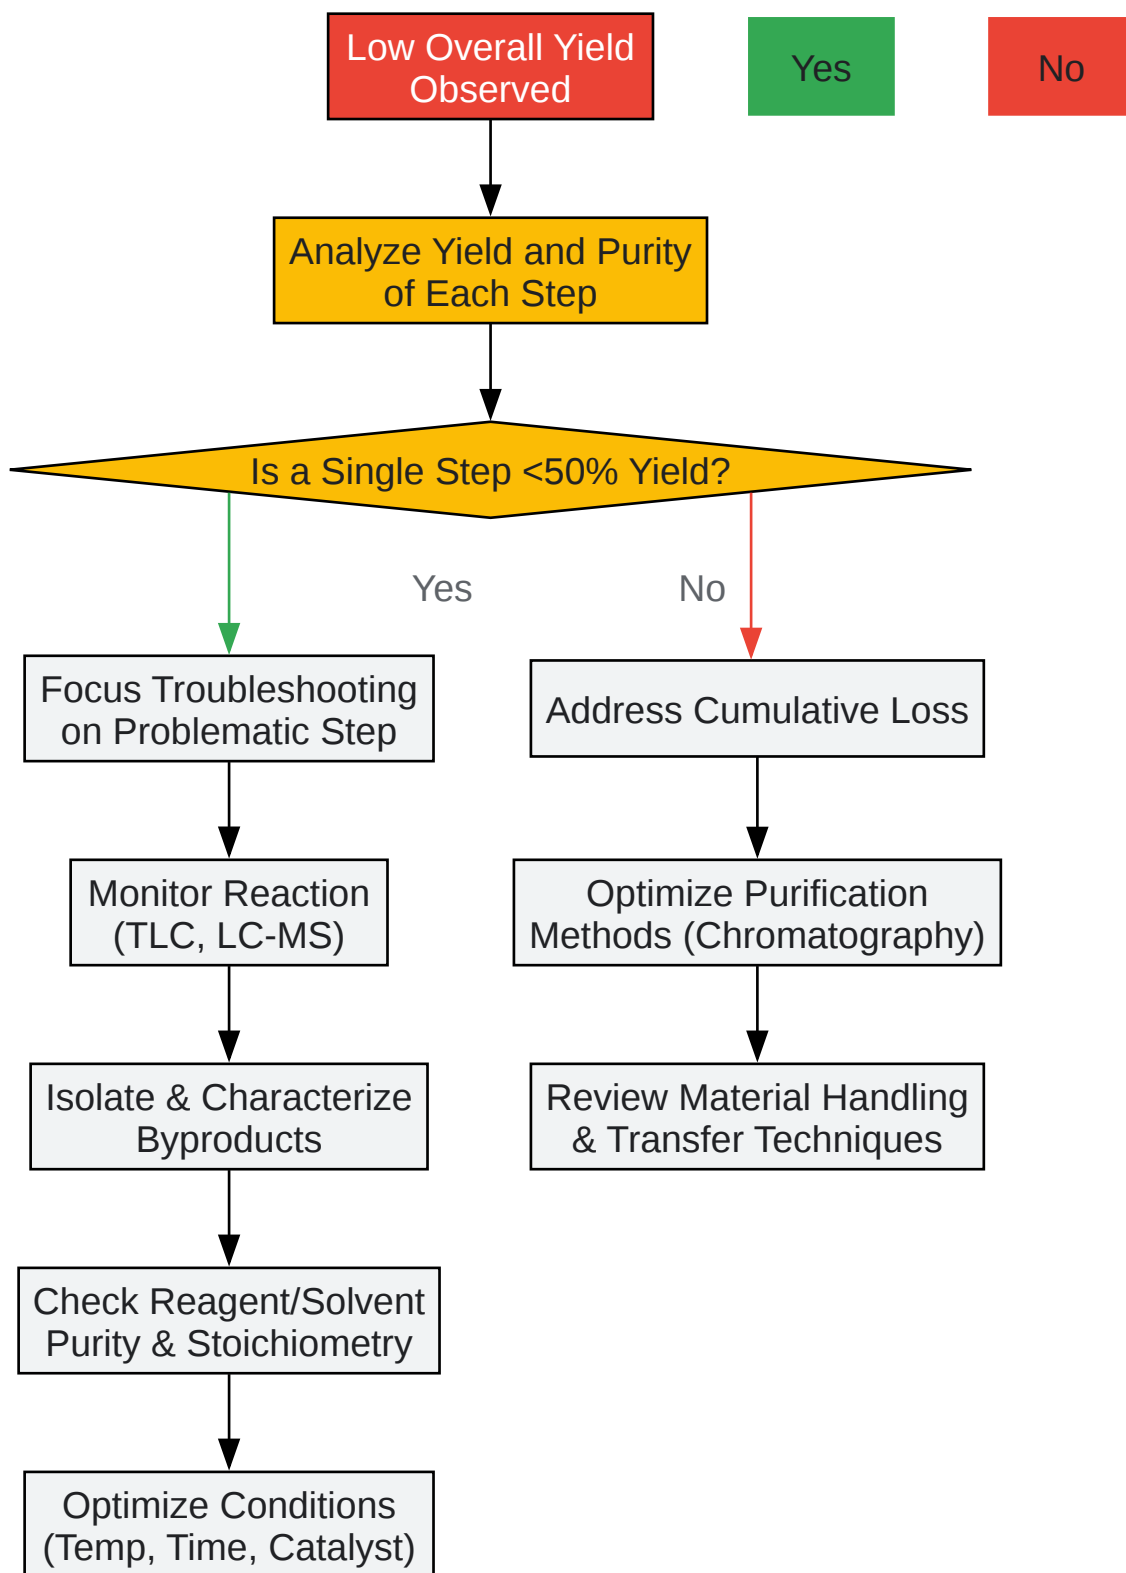 Low Overall Yield
Observed
Yes
No
Analyze Yield and Purity
of Each Step
Is a Single Step <50% Yield?
Yes
No
Focus Troubleshooting
on Problematic Step
Address Cumulative Loss
Monitor Reaction
(TLC, LC-MS)
Optimize Purification
Methods (Chromatography)
Isolate & Characterize
Byproducts
Review Material Handling
& Transfer Techniques
Check Reagent/Solvent
Purity & Stoichiometry
Optimize Conditions
(Temp, Time, Catalyst)